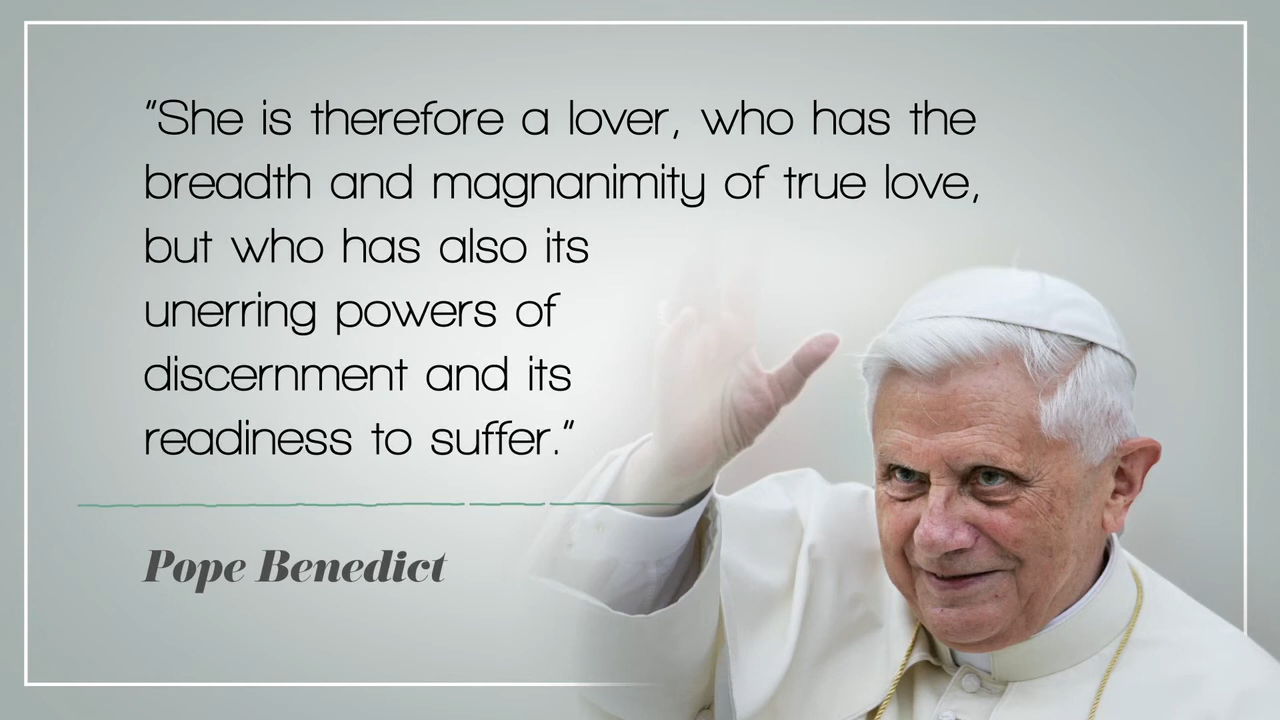 “She is therefore a lover, who has the
breadth and magnanimity of true love,
but who has also its
unerring powers of
discernment and its
readiness to suffer.”
Pope Benedict